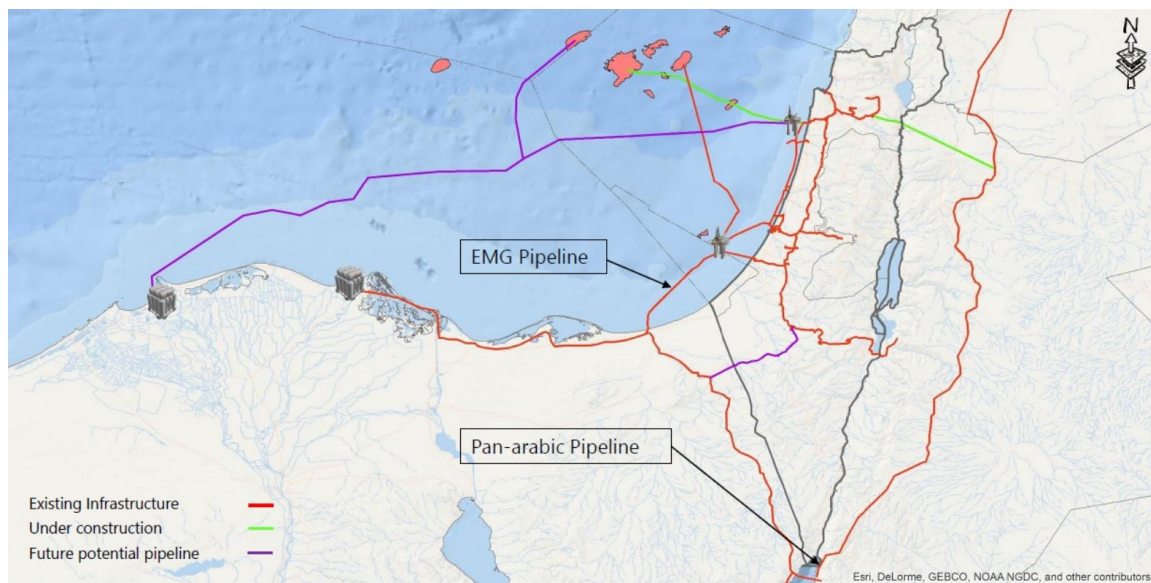 N
EMG Pipeline
Pan-arabic Pipeline
Existing Infrastructure
Under construction
Future potential pipeline
Esri, DeLorme, GEBCO, NOAA NGDC, and other contributors